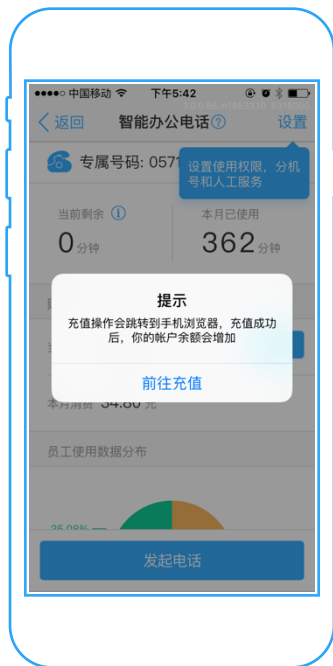 中国移动 下午5:42
返回 智能办公电话? 设置
专属号码: 0571
设置使用权限，分机
号和人工服务
当前剩余 本月已使用
0分钟 362分钟
提示
充值操作会跳转到手机浏览器，充值成功
后，你的帐户余额会增加
前往充值
本月消费 34.80 元
员工使用数据分布
35.08%
发起电话